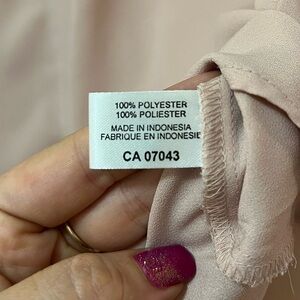 100% POLYESTER
100% POLIESTER
MADE IN INDONESIA
FABRIQUE EN INDONESIE
CA 07043